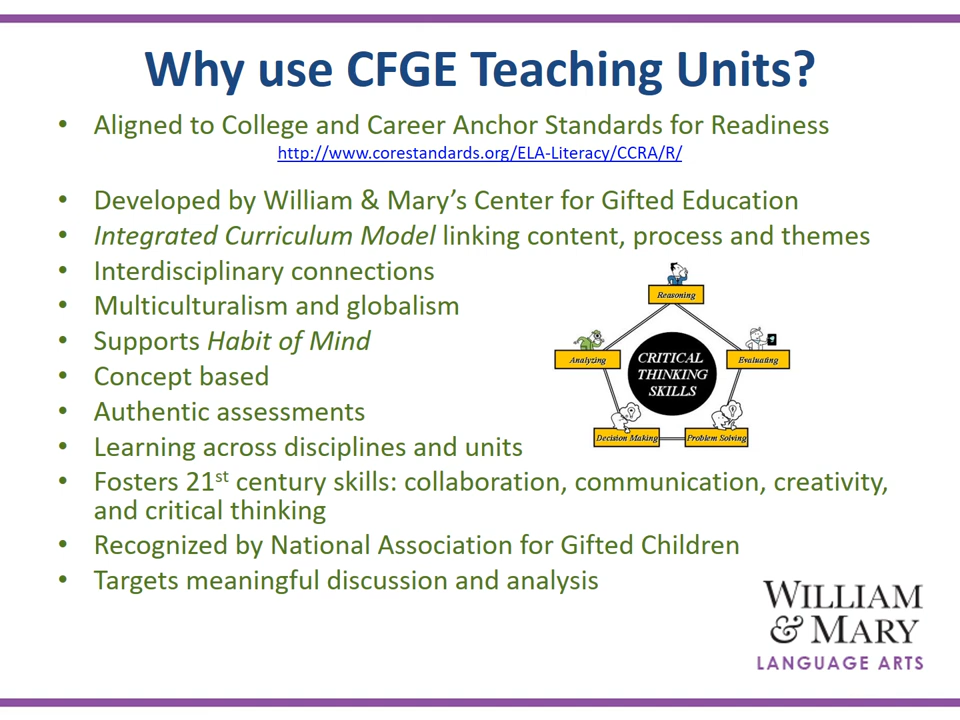 Why use CFGE Teaching Units?
• Aligned to College and Career Anchor Standards for Readiness
http://www.corestandards.org/ELA-Literacy/CCRA/R/
• Developed by William & Mary’s Center for Gifted Education
• Integrated Curriculum Model linking content, process and themes
• Interdisciplinary connections
• Multiculturalism and globalism
• Supports Habit of Mind
• Concept based
• Authentic assessments
• Learning across disciplines and units
• Fosters 21st century skills: collaboration, communication, creativity,
and critical thinking
• Recognized by National Association for Gifted Children
• Targets meaningful discussion and analysis
Reasoning
Analyzing
Evaluating
CRITICAL
THINKING
SKILLS
Decision Making
Problem Solving
WILLIAM
& MARY
LANGUAGE ARTS